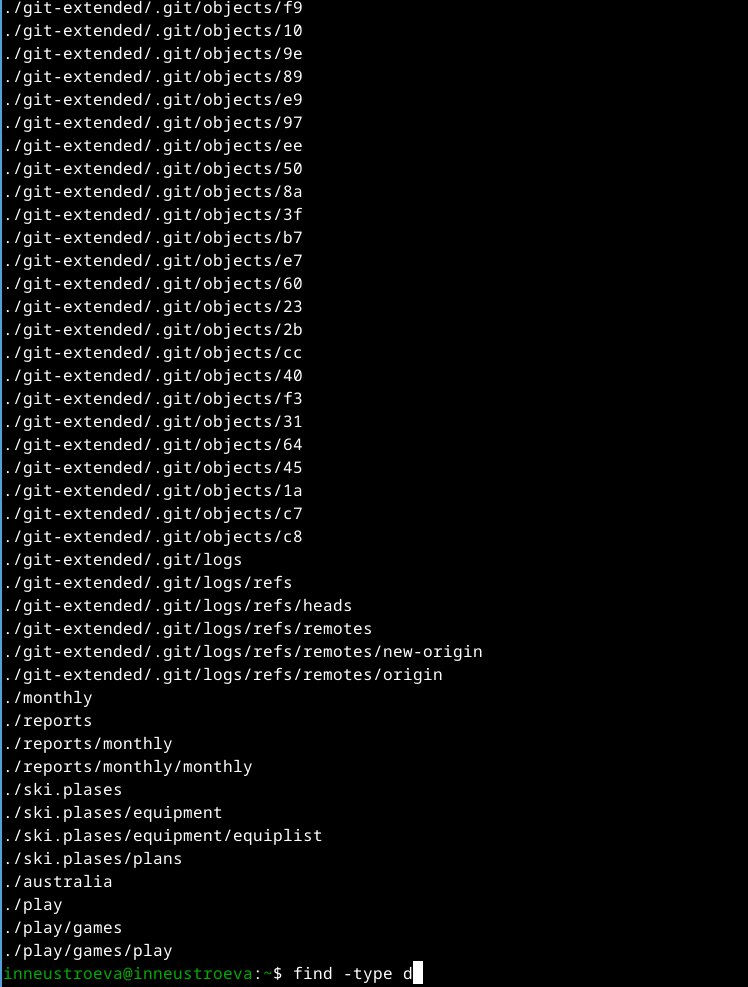 ./git-extended/.git/objects/f9
./git-extended/.git/objects/10
./git-extended/.git/objects/9e
./git-extended/.git/objects/89
./git-extended/.git/objects/e9
./git-extended/.git/objects/97
./git-extended/.git/objects/ee
./git-extended/.git/objects/50
./git-extended/.git/objects/8a
./git-extended/.git/objects/3f
./git-extended/.git/objects/b7
./git-extended/.git/objects/e7
./git-extended/.git/objects/60
./git-extended/.git/objects/23
./git-extended/.git/objects/2b
./git-extended/.git/objects/cc
./git-extended/.git/objects/40
./git-extended/.git/objects/f3
./git-extended/.git/objects/31
./git-extended/.git/objects/64
./git-extended/.git/objects/45
./git-extended/.git/objects/1a
./git-extended/.git/objects/c7
./git-extended/.git/objects/c8
./git-extended/.git/logs
./git-extended/.git/logs/refs
./git-extended/.git/logs/refs/heads
./git-extended/.git/logs/refs/remotes
./git-extended/.git/logs/refs/remotes/new-origin
./git-extended/.git/logs/refs/remotes/origin
./monthly
./reports
./reports/monthly
./reports/monthly/monthly
./ski.plases
./ski.plases/equipment
./ski.plases/equipment/equiplist
./ski.plases/plans
./australia
./play
./play/games
./play/games/play
inneustroeva@inneustroeva:~$ find -type d